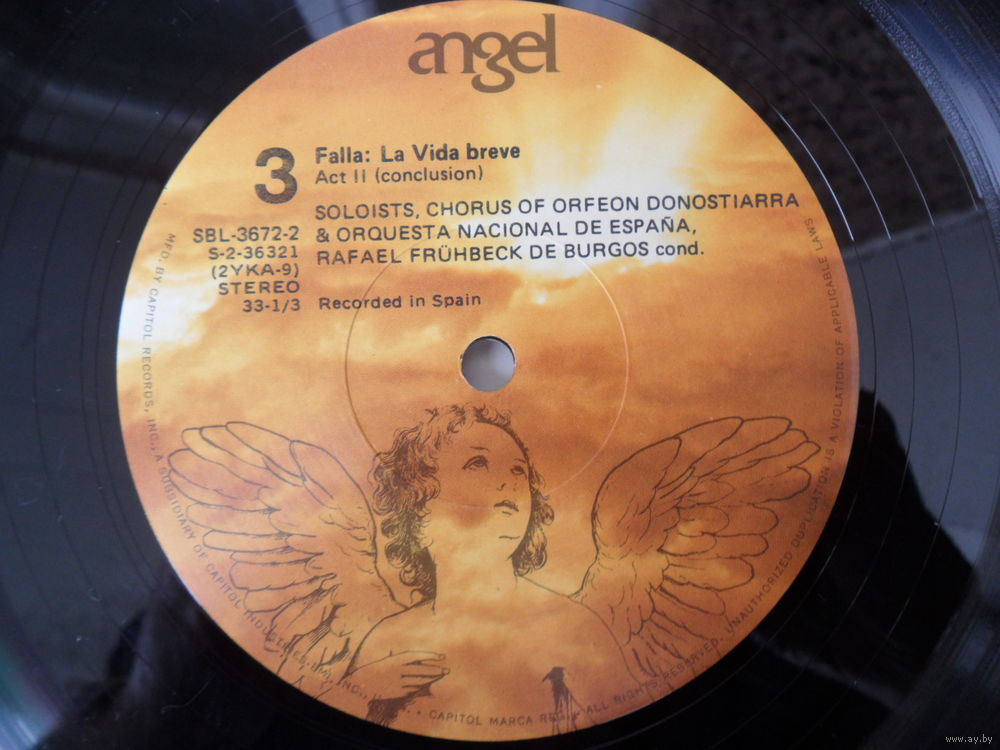 angel
3
Falla: La Vida breve
Act II (conclusion)
SOLOISTS, CHORUS OF ORFEON DONOSTIARRA
& ORQUESTA NACIONAL DE ESPAÑA,
RAFAEL FRÜHBECK DE BURGOS cond.
SBL-3672-2
S-2-36321
(2YKA-9)
STEREO
33-1/3
Recorded in Spain
MFD. BY CAPITOL RECORDS, INC., A SUBSIDIARY OF CAPITOL INDUSTRIES-EMI, INC., • CAPITOL MARCA REG. • ALL RIGHTS RESERVED. UNAUTHORIZED DUPLICATION IS A VIOLATION OF APPLICABLE LAWS
www.ay.by